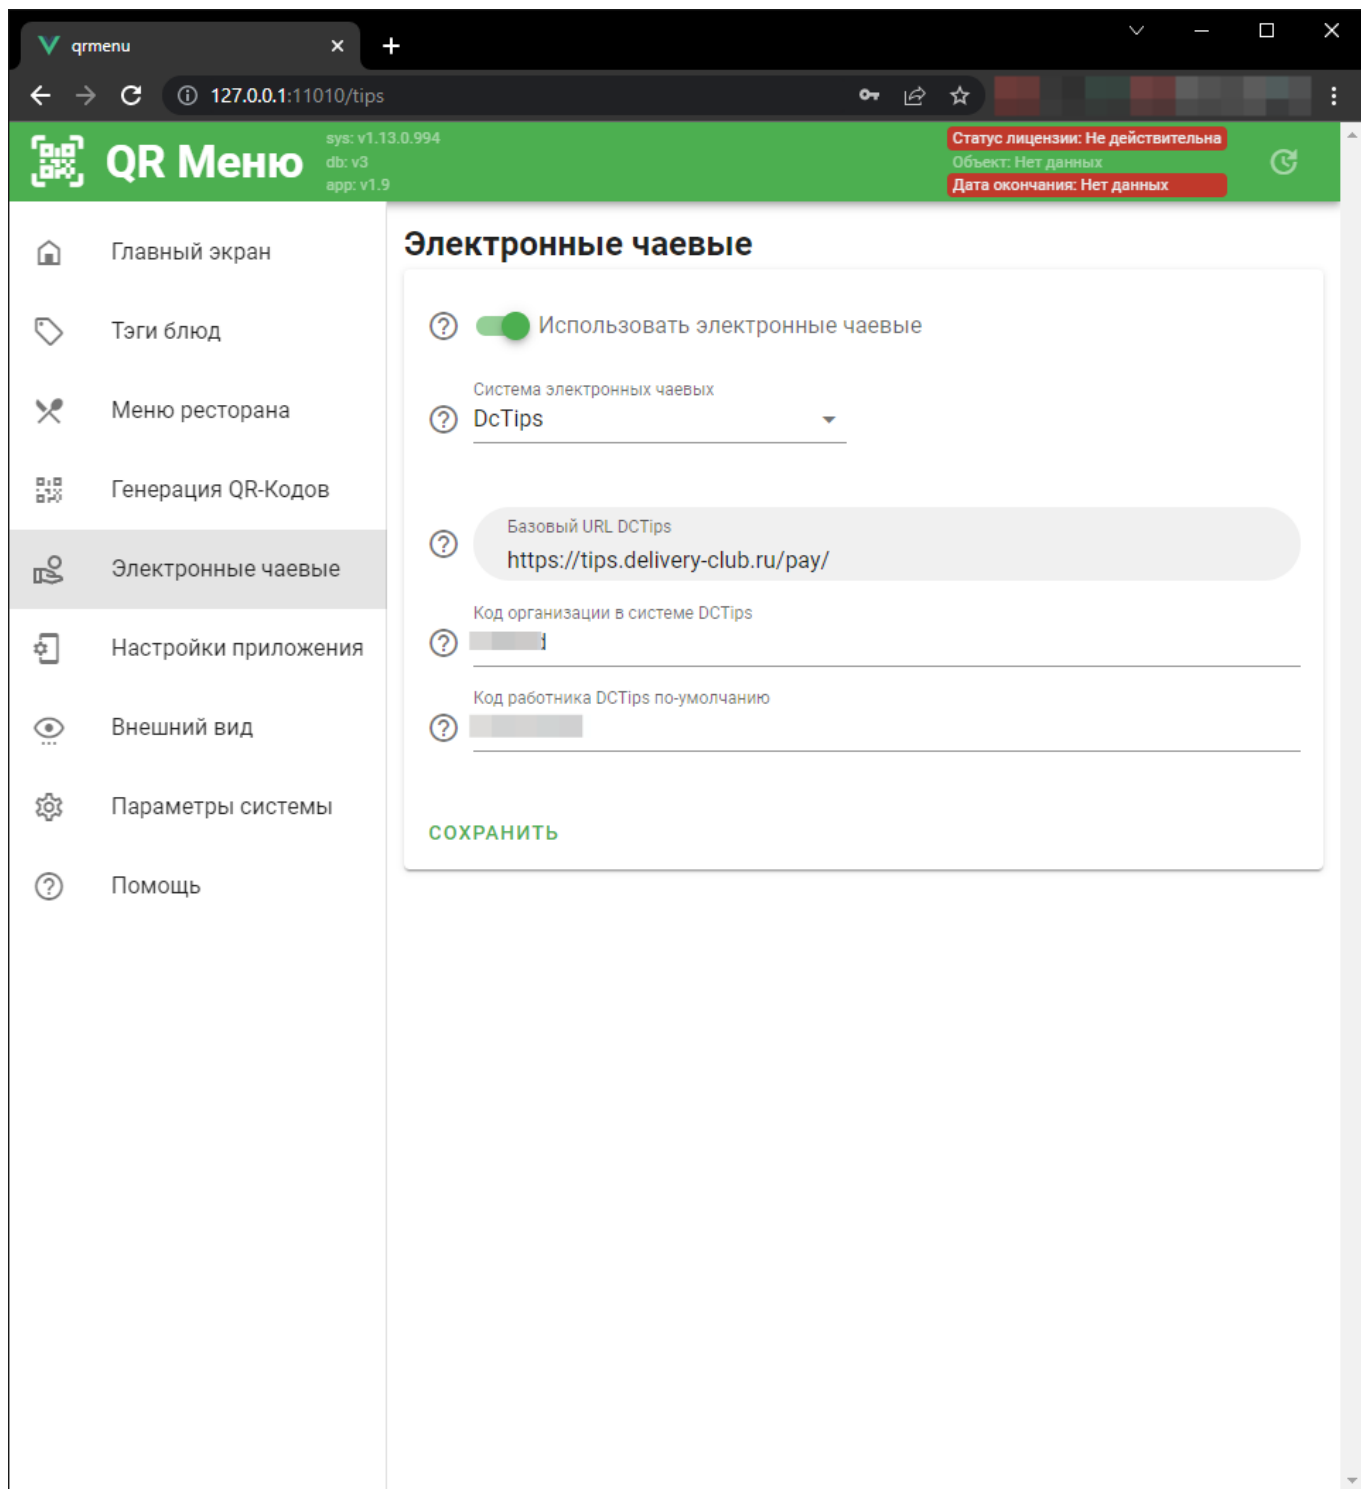 qrmenu
127.0.0.1:11010/tips
QR Меню
sys: v1.13.0.994
db: v3
app: v1.9
Статус лицензии: Не действительна
Объект: Нет данных
Дата окончания: Нет данных
Главный экран
Тэги блюд
Меню ресторана
Генерация QR-Кодов
Электронные чаевые
Настройки приложения
Внешний вид
Параметры системы
Помощь
Электронные чаевые
Использовать электронные чаевые
Система электронных чаевых
DcTips
Базовый URL DCTips
https://tips.delivery-club.ru/pay/
Код организации в системе DCTips
Код работника DCTips по-умолчанию
СОХРАНИТЬ